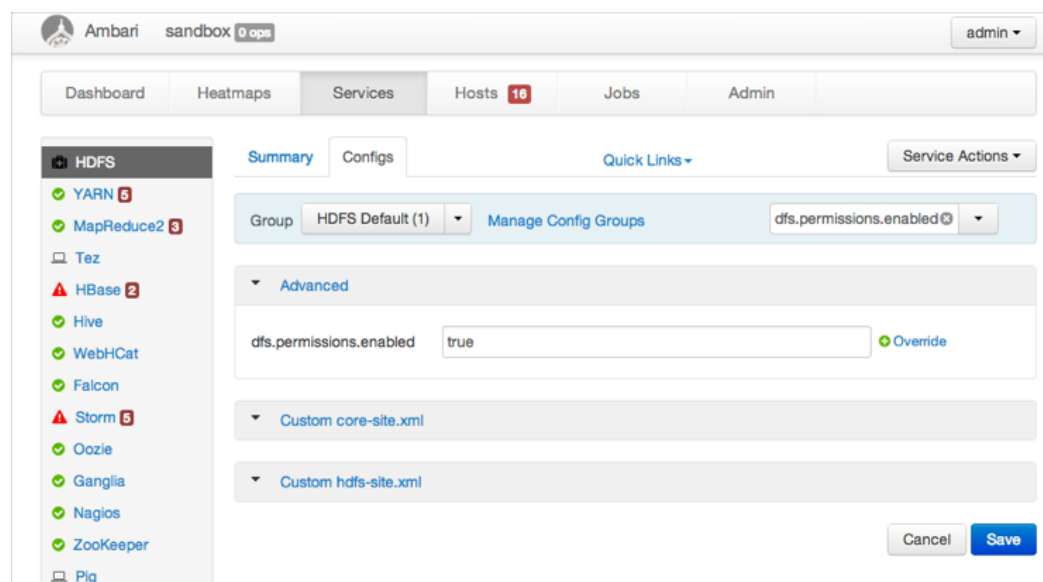 Ambari sandbox 0 ops admin
Dashboard Heatmaps Services Hosts 16 Jobs Admin
HDFS
YARN 5
MapReduce2 3
Tez
HBase 2
Hive
WebHCat
Falcon
Storm 5
Oozie
Ganglia
Nagios
ZooKeeper
Pig
Summary Configs Quick Links Service Actions
Group HDFS Default (1) Manage Config Groups dfs.permissions.enabled
Advanced
dfs.permissions.enabled true Override
Custom core-site.xml
Custom hdfs-site.xml
Cancel Save